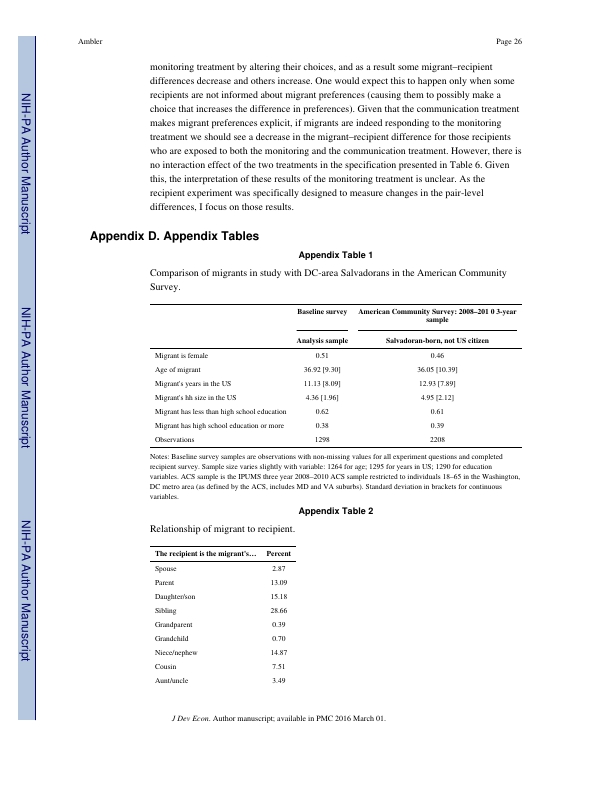 Ambler
Page 26
NIH-PA Author Manuscript
NIH-PA Author Manuscript
NIH-PA Author Manuscript
monitoring treatment by altering their choices, and as a result some migrant–recipient
differences decrease and others increase. One would expect this to happen only when some
recipients are not informed about migrant preferences (causing them to possibly make a
choice that increases the difference in preferences). Given that the communication treatment
makes migrant preferences explicit, if migrants are indeed responding to the monitoring
treatment we should see a decrease in the migrant–recipient difference for those recipients
who are exposed to both the monitoring and the communication treatment. However, there is
no interaction effect of the two treatments in the specification presented in Table 6. Given
this, the interpretation of these results of the monitoring treatment is unclear. As the
recipient experiment was specifically designed to measure changes in the pair-level
differences, I focus on those results.
Appendix D. Appendix Tables
Appendix Table 1
Comparison of migrants in study with DC-area Salvadorans in the American Community
Survey.
Baseline survey American Community Survey: 2008–201 0 3-year
sample
Analysis sample Salvadoran-born, not US citizen
Migrant is female 0.51 0.46
Age of migrant 36.92 [9.30] 36.05 [10.39]
Migrant's years in the US 11.13 [8.09] 12.93 [7.89]
Migrant's hh size in the US 4.36 [1.96] 4.95 [2.12]
Migrant has less than high school education 0.62 0.61
Migrant has high school education or more 0.38 0.39
Observations 1298 2208
Notes: Baseline survey samples are observations with non-missing values for all experiment questions and completed
recipient survey. Sample size varies slightly with variable: 1264 for age; 1295 for years in US; 1290 for education
variables. ACS sample is the IPUMS three year 2008–2010 ACS sample restricted to individuals 18–65 in the Washington,
DC metro area (as defined by the ACS, includes MD and VA suburbs). Standard deviation in brackets for continuous
variables.
Appendix Table 2
Relationship of migrant to recipient.
The recipient is the migrant's… Percent
Spouse 2.87
Parent 13.09
Daughter/son 15.18
Sibling 28.66
Grandparent 0.39
Grandchild 0.70
Niece/nephew 14.87
Cousin 7.51
Aunt/uncle 3.49
J Dev Econ. Author manuscript; available in PMC 2016 March 01.